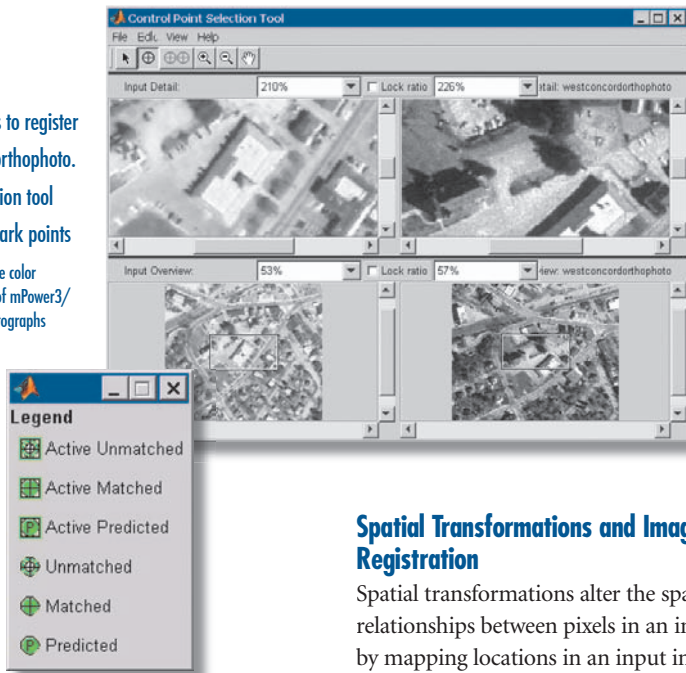 Control Point Selection Tool
File Edit View Help
Input Detail: 210% Lock ratio 226% tail: westconcordorthophoto
s to register
orthophoto.
ion tool
ark points
e color
of mPower3/
tographs
Input Overview: 53% Lock ratio 57% view: westconcordorthophoto
Legend
Active Unmatched
Active Matched
Active Predicted
Unmatched
Matched
P Predicted
Spatial Transformations and Imag
Registration
Spatial transformations alter the spa
relationships between pixels in an in
by mapping locations in an input in